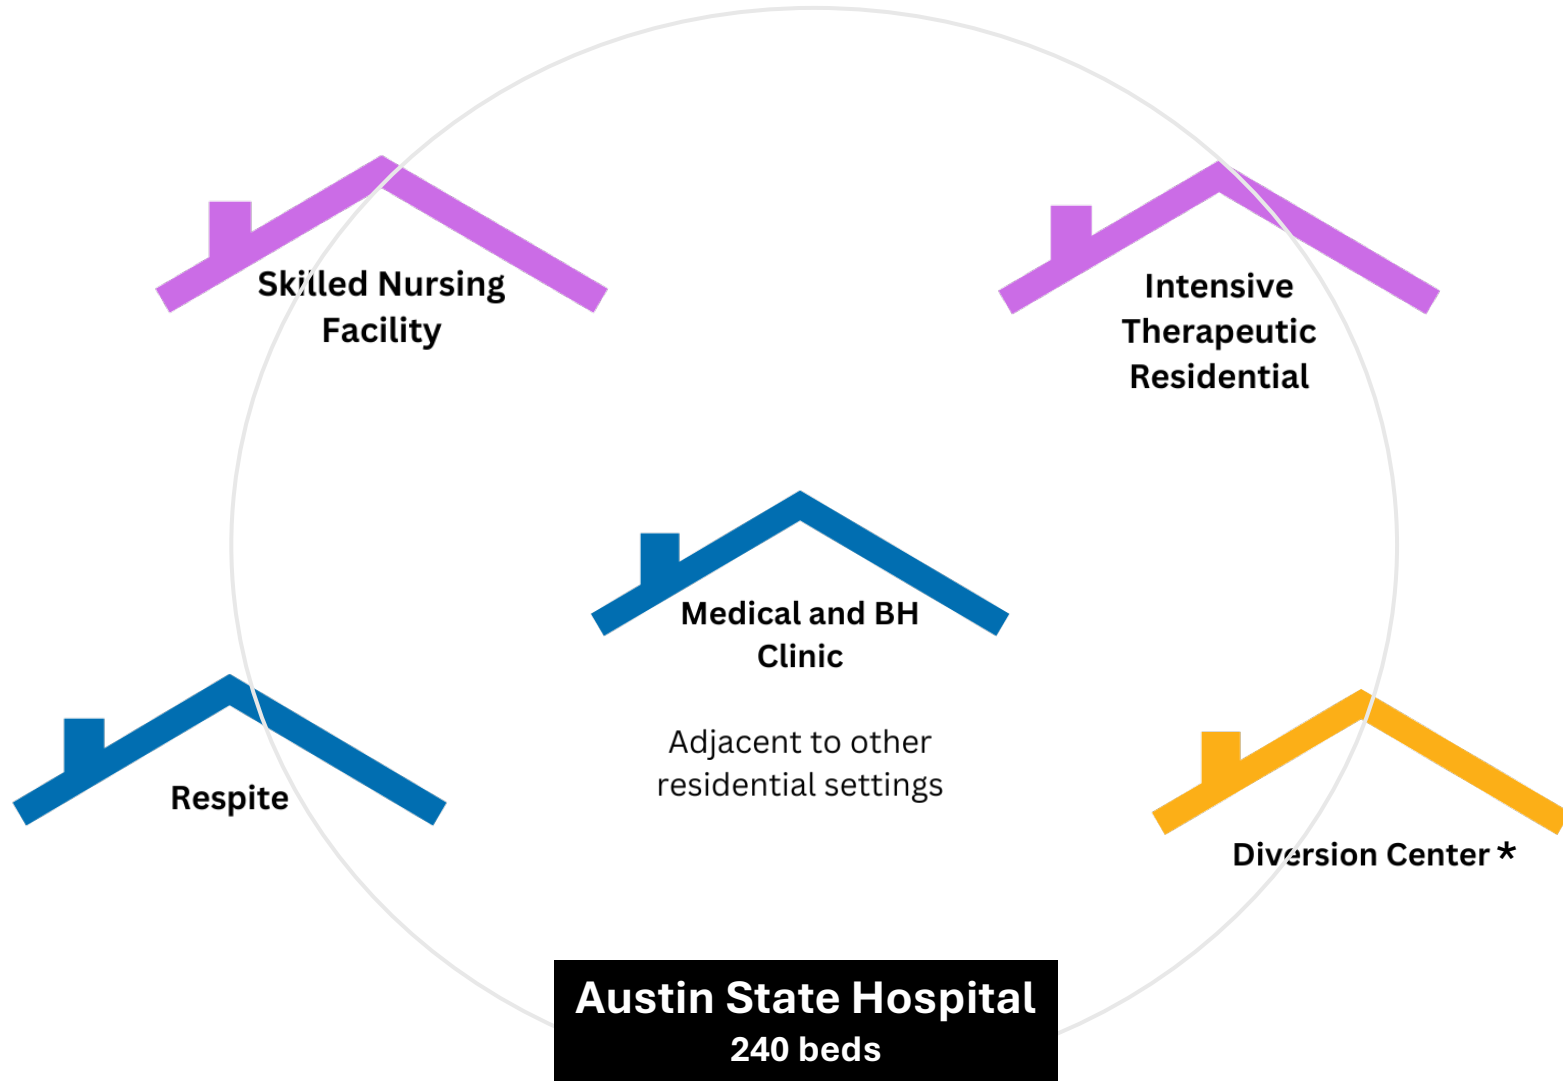 Skilled Nursing
Facility
Intensive
Therapeutic
Residential
Medical and BH
Clinic
Adjacent to other
residential settings
Respite
Diversion Center *
Austin State Hospital
240 beds